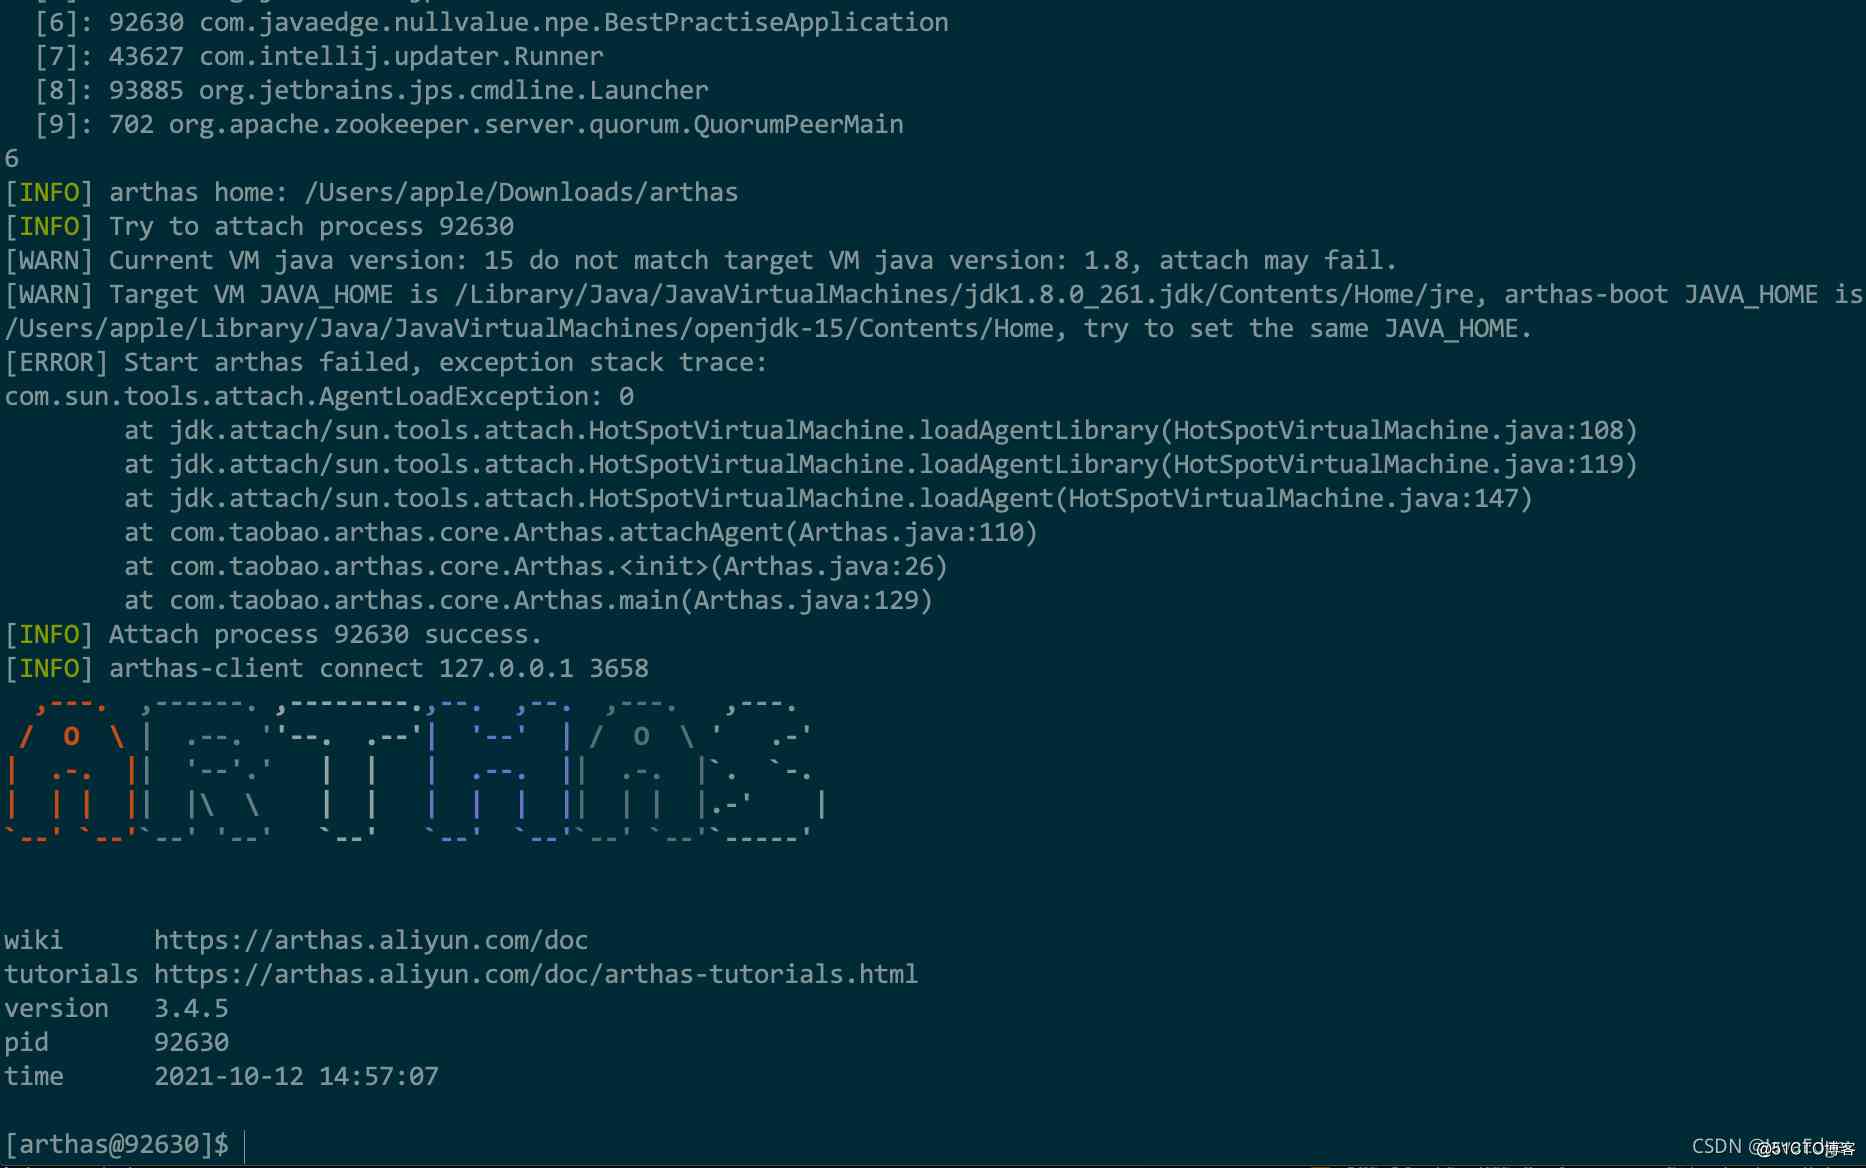 [6]: 92630 com.javaedge.nullvalue.npe.BestPractiseApplication
[7]: 43627 com.intellij.updater.Runner
[8]: 93885 org.jetbrains.jps.cmdline.Launcher
[9]: 702 org.apache.zookeeper.server.quorum.QuorumPeerMain
6
[INFO] arthas home: /Users/apple/Downloads/arthas
[INFO] Try to attach process 92630
[WARN] Current VM java version: 15 do not match target VM java version: 1.8, attach may fail.
[WARN] Target VM JAVA_HOME is /Library/Java/JavaVirtualMachines/jdk1.8.0_261.jdk/Contents/Home/jre, arthas-boot JAVA_HOME is
/Users/apple/Library/Java/JavaVirtualMachines/openjdk-15/Contents/Home, try to set the same JAVA_HOME.
[ERROR] Start arthas failed, exception stack trace:
com.sun.tools.attach.AgentLoadException: 0
at jdk.attach/sun.tools.attach.HotSpotVirtualMachine.loadAgentLibrary(HotSpotVirtualMachine.java:108)
at jdk.attach/sun.tools.attach.HotSpotVirtualMachine.loadAgentLibrary(HotSpotVirtualMachine.java:119)
at jdk.attach/sun.tools.attach.HotSpotVirtualMachine.loadAgent(HotSpotVirtualMachine.java:147)
at com.taobao.arthas.core.Arthas.attachAgent(Arthas.java:110)
at com.taobao.arthas.core.Arthas.<init>(Arthas.java:26)
at com.taobao.arthas.core.Arthas.main(Arthas.java:129)
[INFO] Attach process 92630 success.
[INFO] arthas-client connect 127.0.0.1 3658
ARTHAS
wiki https://arthas.aliyun.com/doc
tutorials https://arthas.aliyun.com/doc/arthas-tutorials.html
version 3.4.5
pid 92630
time 2021-10-12 14:57:07
[arthas@92630]$
CSDN @51CTO博客